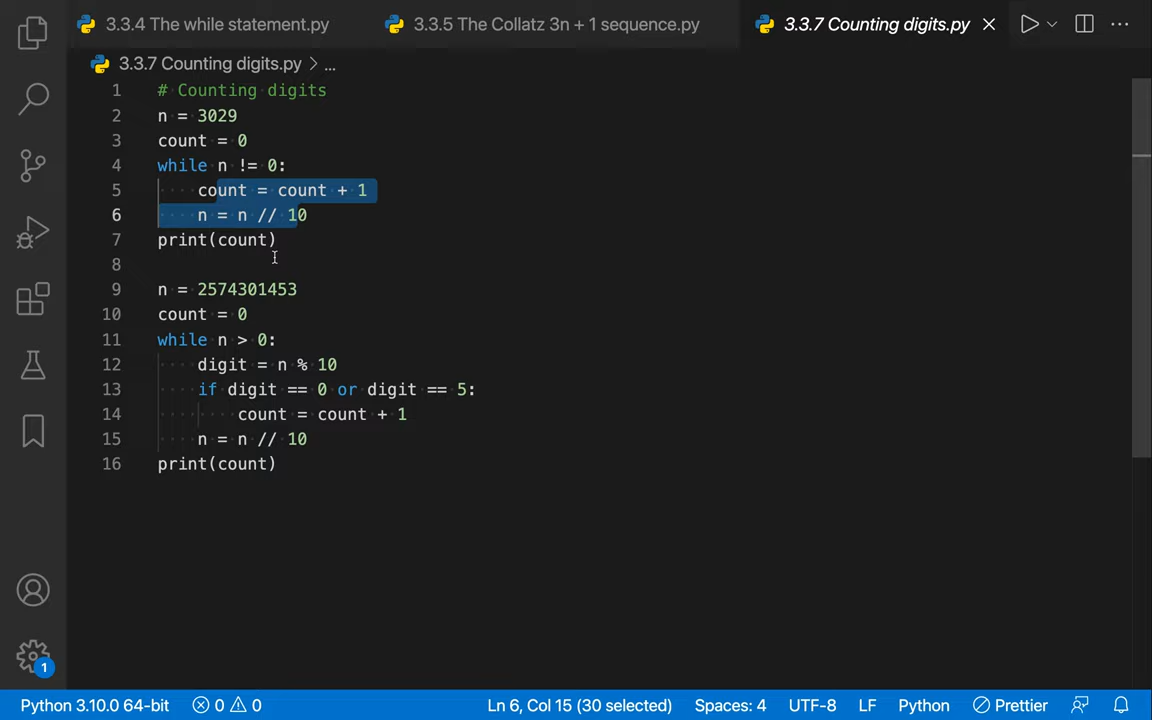 3.3.4 The while statement.py 3.3.5 The Collatz 3n + 1 sequence.py 3.3.7 Counting digits.py
3.3.7 Counting digits.py > ...
1 # Counting digits
2 n = 3029
3 count = 0
4 while n != 0:
5     count = count + 1
6     n = n // 10
7 print(count)
8
9 n = 2574301453
10 count = 0
11 while n > 0:
12     digit = n % 10
13     if digit == 0 or digit == 5:
14         count = count + 1
15     n = n // 10
16 print(count)
1
Python 3.10.0 64-bit 0 0 Ln 6, Col 15 (30 selected) Spaces: 4 UTF-8 LF Python Prettier